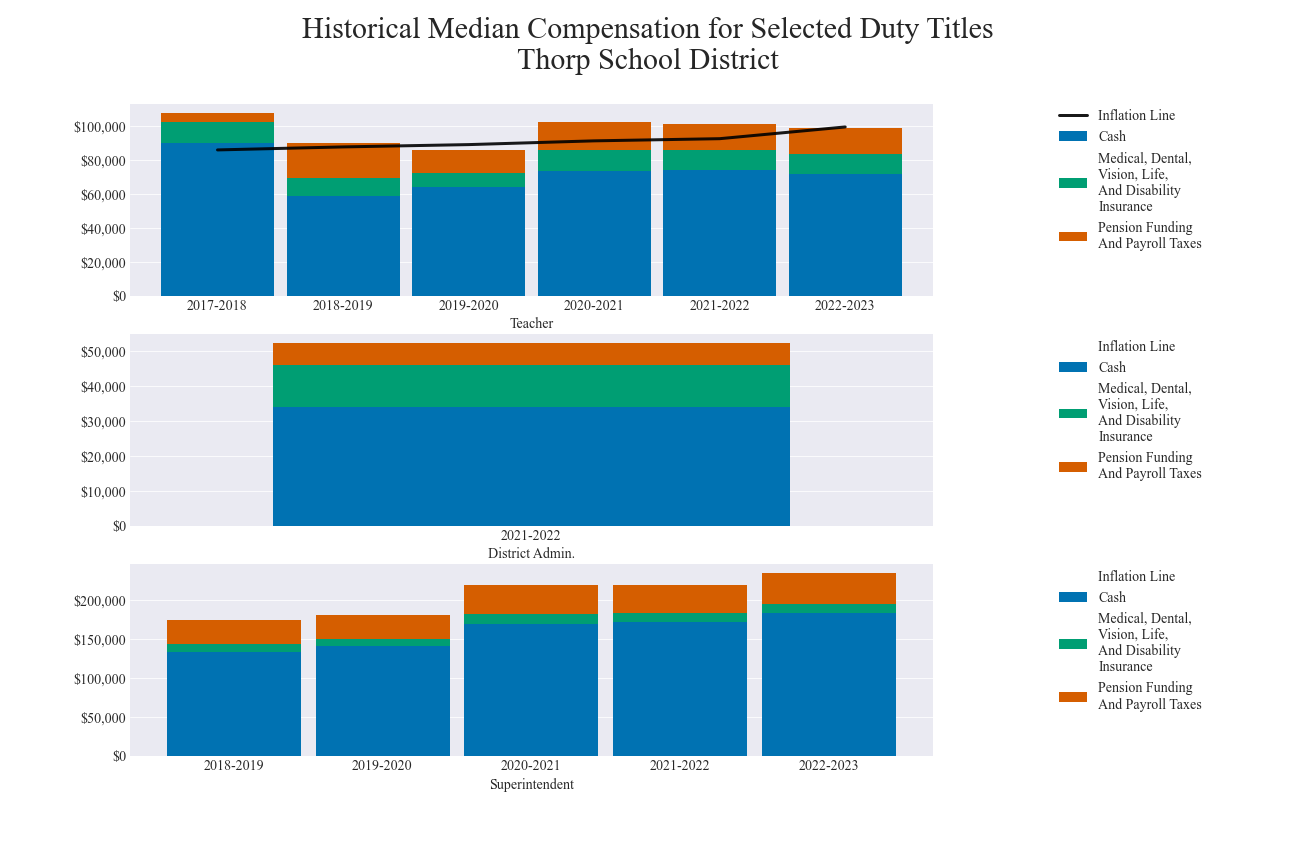 Historical Median Compensation for Selected Duty Titles
Thorp School District
$100,000
$80,000
$60,000
$40,000
$20,000
$0
2017-2018 2018-2019 2019-2020 2020-2021 2021-2022 2022-2023
Teacher
Inflation Line
Cash
Medical, Dental,
Vision, Life,
And Disability
Insurance
Pension Funding
And Payroll Taxes
$50,000
$40,000
$30,000
$20,000
$10,000
$0
2021-2022
District Admin.
Inflation Line
Cash
Medical, Dental,
Vision, Life,
And Disability
Insurance
Pension Funding
And Payroll Taxes
$200,000
$150,000
$100,000
$50,000
$0
2018-2019 2019-2020 2020-2021 2021-2022 2022-2023
Superintendent
Inflation Line
Cash
Medical, Dental,
Vision, Life,
And Disability
Insurance
Pension Funding
And Payroll Taxes